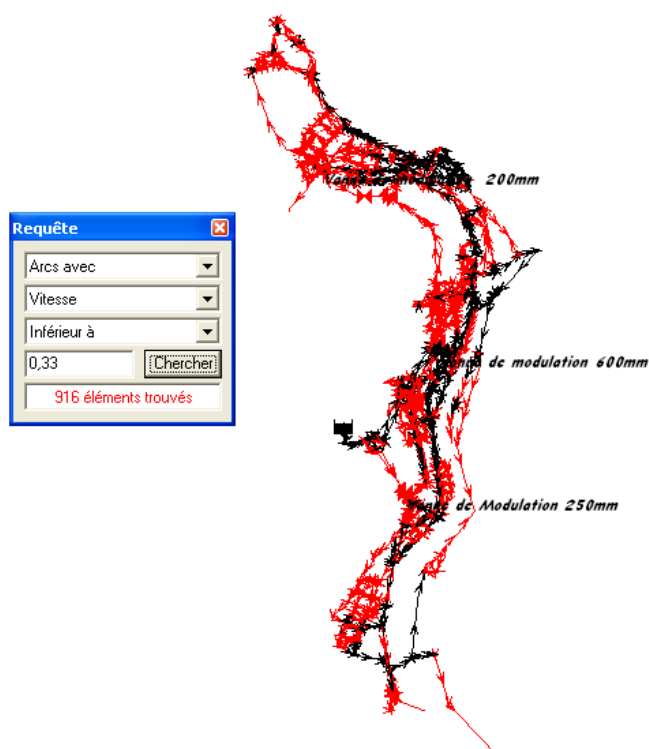 200mm
Requête
Arcs avec
Vitesse
Inférieur à
0,33 Chercher
916 éléments trouvés
de modulation 600mm
de Modulation 250mm